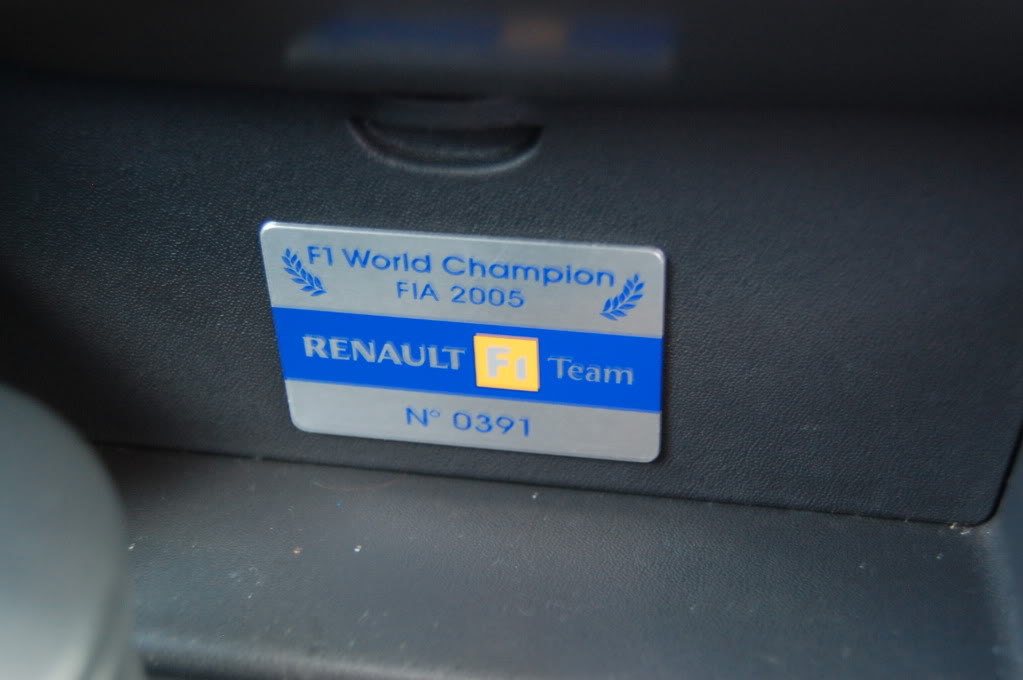 F1 World Champion
FIA 2005
RENAULT F1 Team
N° 0391